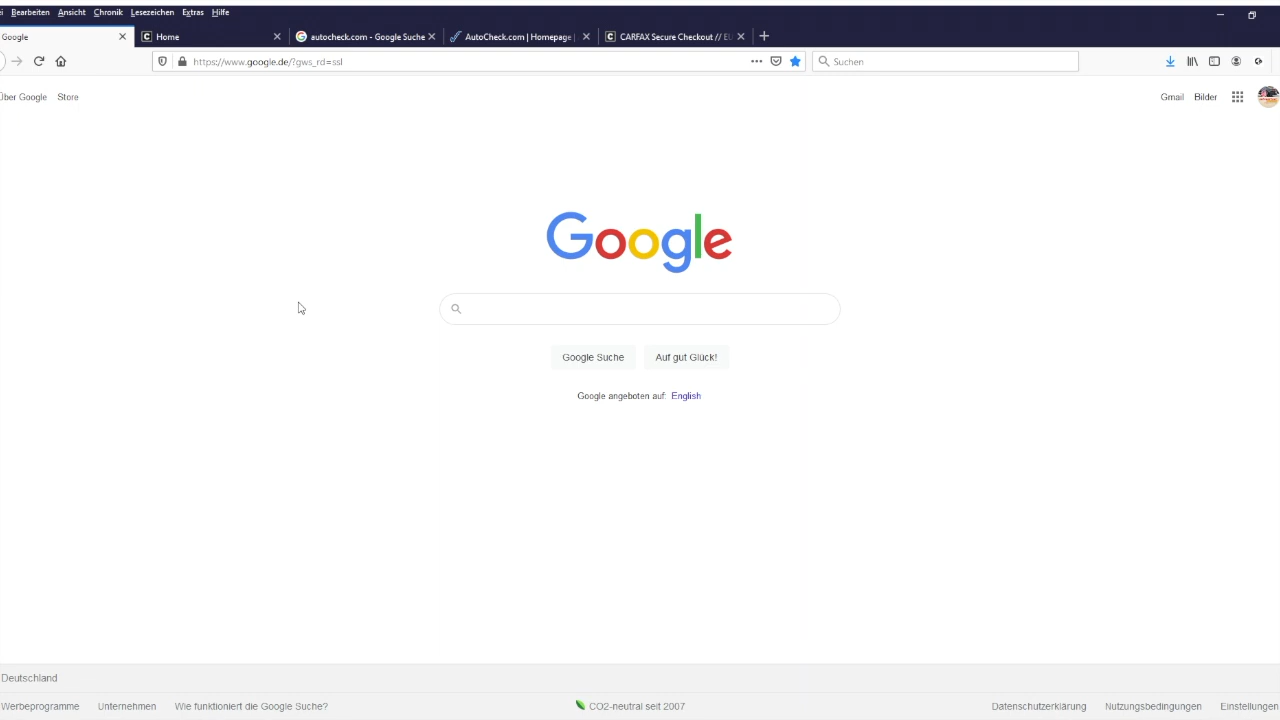 Bearbeiten Ansicht Chronik Lesezeichen Extras Hilfe
Google Home autocheck.com - Google Suche AutoCheck.com | Homepage | CARFAX Secure Checkout //
https://www.google.de/?gws_rd=ssl Suchen
Über Google Store Gmail Bilder
Google
Google Suche Auf gut Glück!
Google angeboten auf: English
Deutschland
Werbeprogramme Unternehmen Wie funktioniert die Google Suche? CO2-neutral seit 2007 Datenschutzerklärung Nutzungsbedingungen Einstellungen